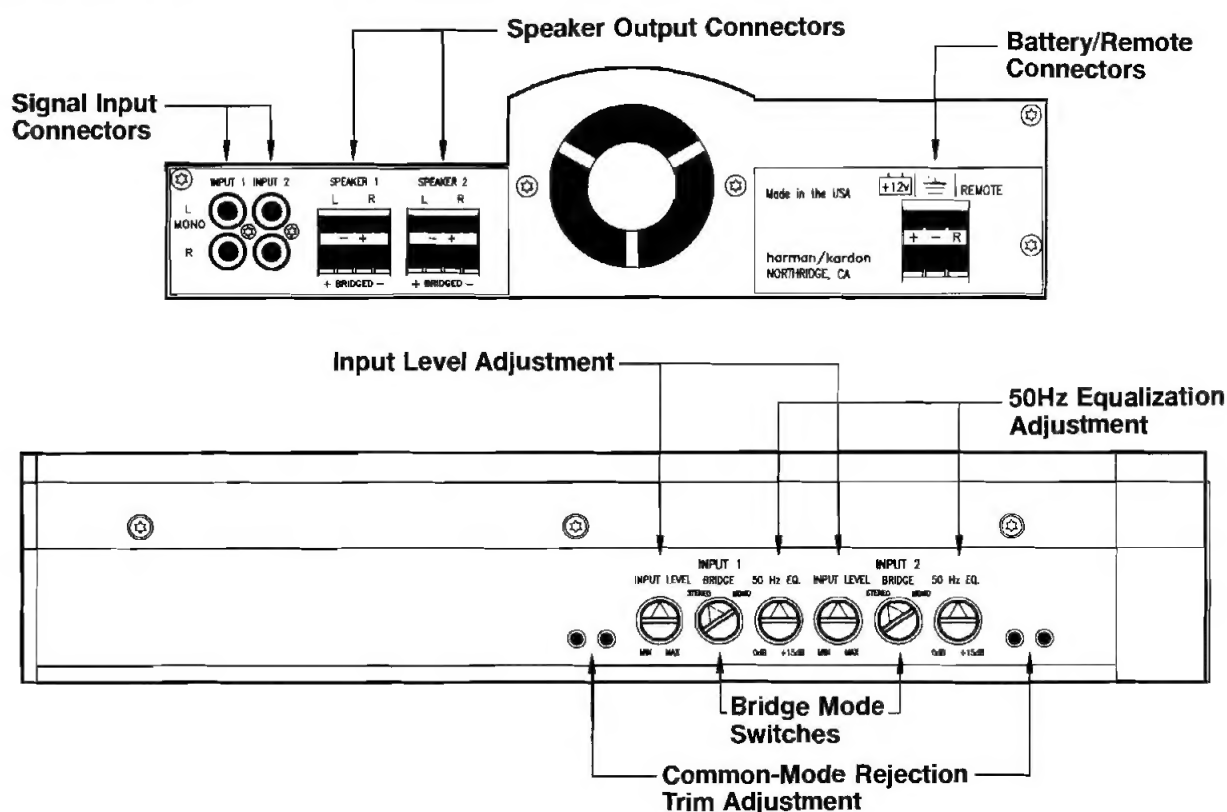 Speaker Output Connectors
Battery/Remote
Connectors
Signal Input
Connectors
INPUT 1 INPUT 2
L
MONO
R
SPEAKER 1
L R
- +
+ BRIDGED -
SPEAKER 2
L R
- +
+ BRIDGED -
Made in the USA
+12v
REMOTE
+ - R
harman/kardon
NORTHRIDGE, CA
Input Level Adjustment
50Hz Equalization
Adjustment
INPUT 1
INPUT LEVEL BRIDGE 50 Hz EQ.
STEREO MONO
MIN MAX
0dB +15dB
INPUT 2
INPUT LEVEL BRIDGE 50 Hz EQ.
STEREO MONO
MIN MAX
0dB +15dB
Bridge Mode
Switches
Common-Mode Rejection
Trim Adjustment